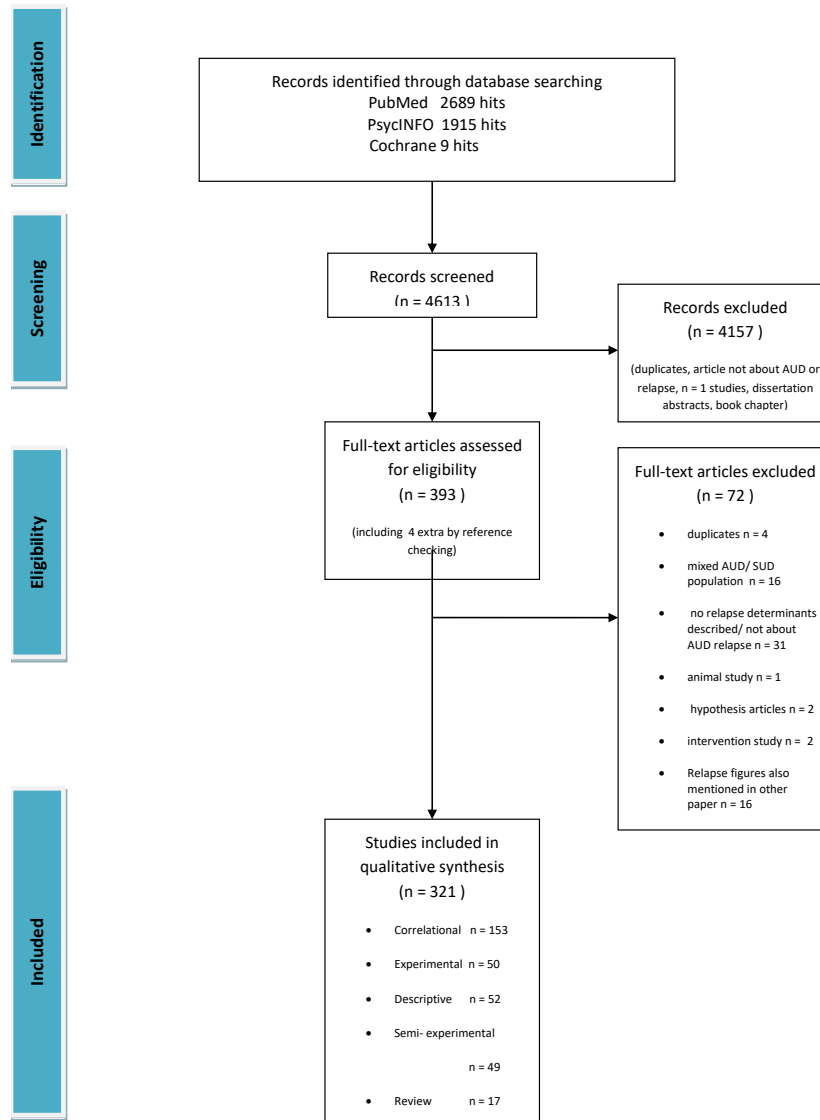 Identification
Records identified through database searching
PubMed 2689 hits
PsycINFO 1915 hits
Cochrane 9 hits
Screening
Records screened
(n = 4613 )
Records excluded
(n = 4157 )
(duplicates, article not about AUD or
relapse, n = 1 studies, dissertation
abstracts, book chapter)
Eligibility
Full-text articles assessed
for eligibility
(n = 393 )
(including 4 extra by reference
checking)
Full-text articles excluded
(n = 72 )
• duplicates n = 4
• mixed AUD/ SUD
population n = 16
• no relapse determinants
described/ not about
AUD relapse n = 31
• animal study n = 1
• hypothesis articles n = 2
• intervention study n = 2
• Relapse figures also
mentioned in other
paper n = 16
Included
Studies included in
qualitative synthesis
(n = 321 )
• Correlational n = 153
• Experimental n = 50
• Descriptive n = 52
• Semi- experimental
n = 49
• Review n = 17